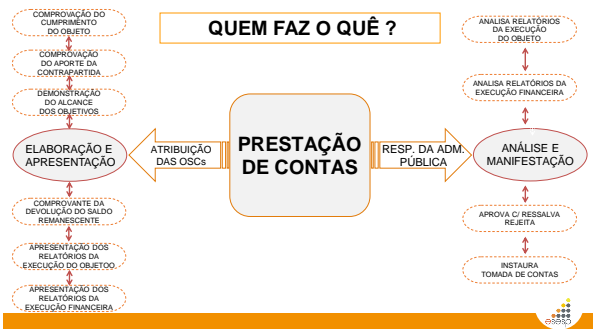 QUEM FAZ O QUÊ ?
COMPROVAÇÃO DO
CUMPRIMENTO
DO OBJETO
COMPROVAÇÃO
DO APORTE DA
CONTRAPARTIDA
DEMONSTRAÇÃO
DO ALCANCE
DOS OBJETIVOS
ELABORAÇÃO E
APRESENTAÇÃO
COMPROVANTE DA
DEVOLUÇÃO DO SALDO
REMANESCENTE
APRESENTAÇÃO DOS
RELATÓRIOS DA
EXECUÇÃO DO OBJETOO
APRESENTAÇÃO DOS
RELATÓRIOS DA
EXECUÇÃO FINANCEIRA
ATRIBUIÇÃO
DAS OSCs
PRESTAÇÃO
DE CONTAS
RESP. DA ADM.
PÚBLICA
ANALISA RELATÓRIOS
DA EXECUÇÃO
DO OBJETO
ANALISA RELATÓRIOS DA
EXECUÇÃO FINANCEIRA
ANÁLISE E
MANIFESTAÇÃO
APROVA C/ RESSALVA
REJEITA
INSTAURA
TOMADA DE CONTAS
esesp